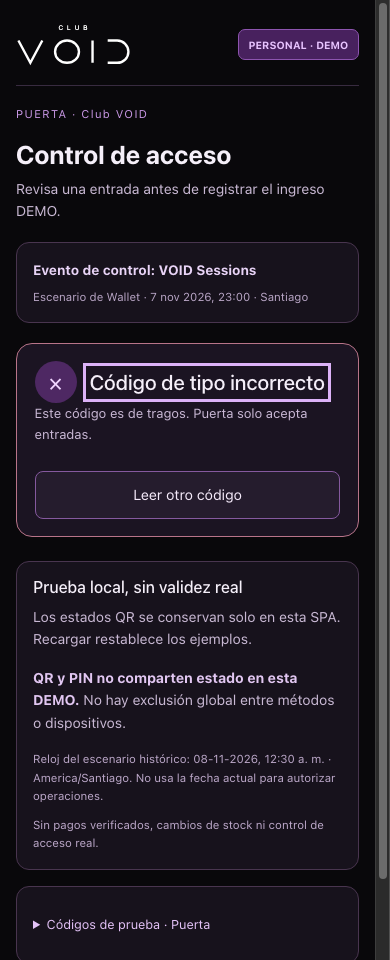 CLUB
VOID
PERSONAL · DEMO
PUERTA · Club VOID
Control de acceso
Revisa una entrada antes de registrar el ingreso
DEMO.
Evento de control: VOID Sessions
Escenario de Wallet · 7 nov 2026, 23:00 · Santiago
Código de tipo incorrecto
Este código es de tragos. Puerta solo acepta
entradas.
Leer otro código
Prueba local, sin validez real
Los estados QR se conservan solo en esta SPA.
Recargar restablece los ejemplos.
QR y PIN no comparten estado en esta
DEMO. No hay exclusión global entre métodos
o dispositivos.
Reloj del escenario histórico: 08-11-2026, 12:30 a. m. ·
America/Santiago. No usa la fecha actual para autorizar
operaciones.
Sin pagos verificados, cambios de stock ni control de
acceso real.
Códigos de prueba · Puerta